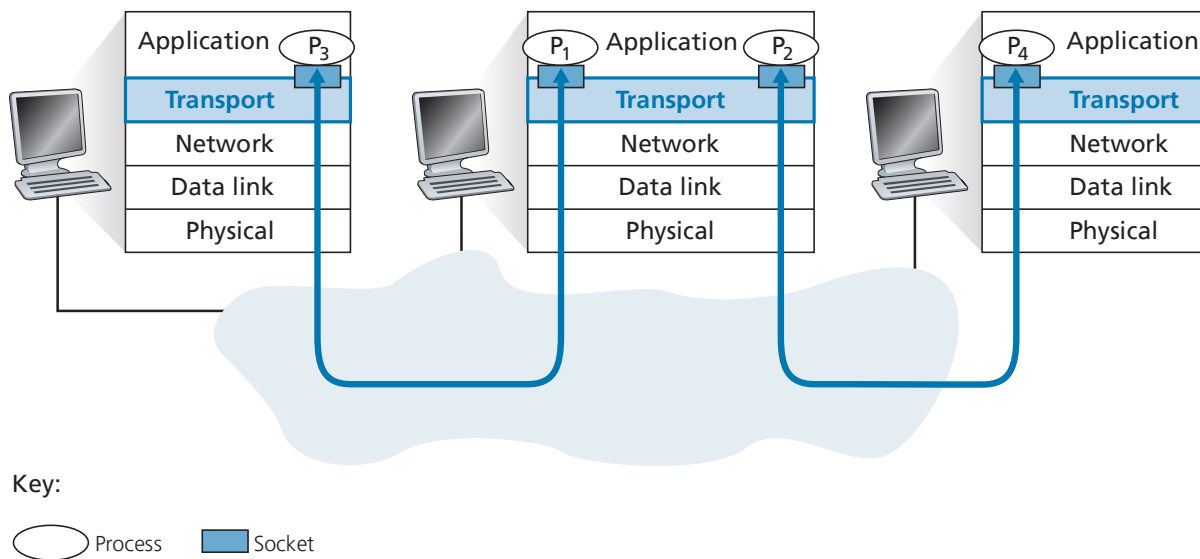 Application P3
Transport
Network
Data link
Physical
P1 Application P2
Transport
Network
Data link
Physical
P4 Application
Transport
Network
Data link
Physical
Key:
Process Socket